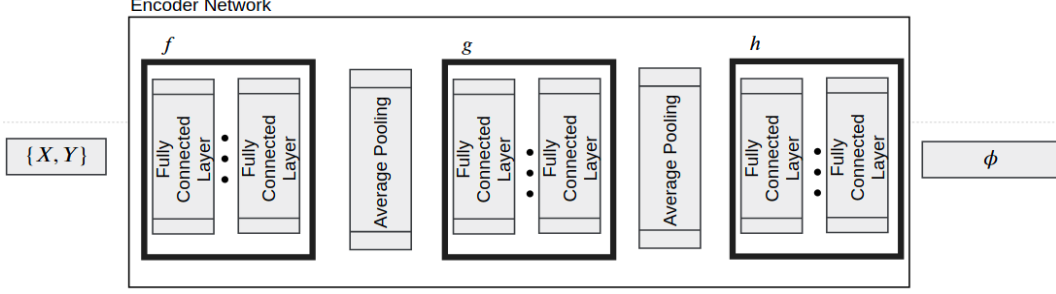 Encoder Network
f
g
h
{X, Y}
Fully
Connected
Layer
Fully
Connected
Layer
Average Pooling
Fully
Connected
Layer
Fully
Connected
Layer
Average Pooling
Fully
Connected
Layer
Fully
Connected
Layer
ϕ